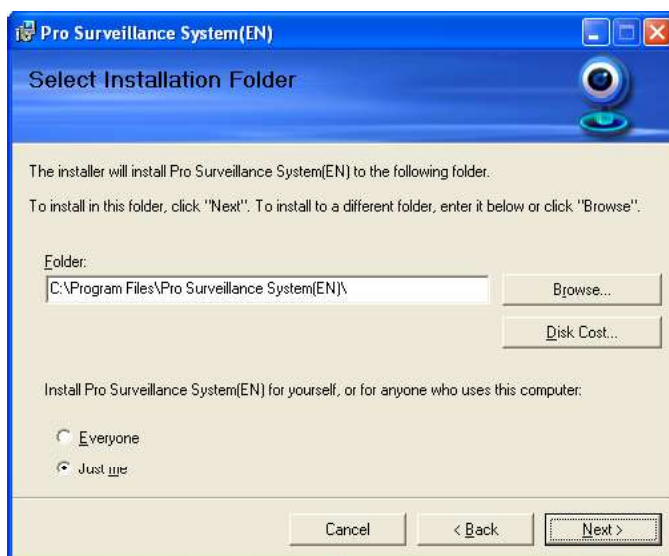 Pro Surveillance System(EN)
Select Installation Folder
The installer will install Pro Surveillance System(EN) to the following folder.
To install in this folder, click "Next". To install to a different folder, enter it below or click "Browse".
Folder:
C:\Program Files\Pro Surveillance System(EN)\
Browse...
Disk Cost...
Install Pro Surveillance System(EN) for yourself, or for anyone who uses this computer:
Everyone
Just me
Cancel
< Back
Next >